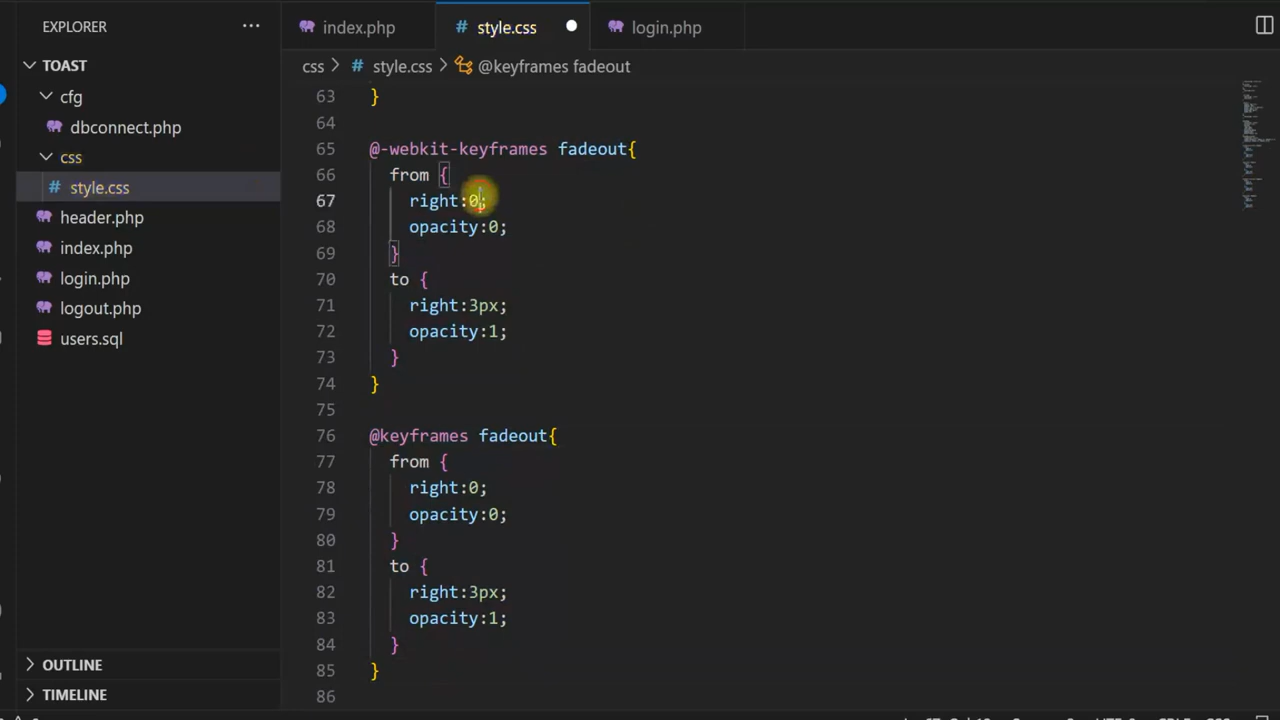 EXPLORER
index.php
style.css
login.php
TOAST
cfg
dbconnect.php
css
style.css
header.php
index.php
login.php
logout.php
users.sql
OUTLINE
TIMELINE
css > # style.css > @keyframes fadeout
63 }
64
65 @-webkit-keyframes fadeout{
66 from {
67 right:0;
68 opacity:0;
69 }
70 to {
71 right:3px;
72 opacity:1;
73 }
74 }
75
76 @keyframes fadeout{
77 from {
78 right:0;
79 opacity:0;
80 }
81 to {
82 right:3px;
83 opacity:1;
84 }
85 }
86